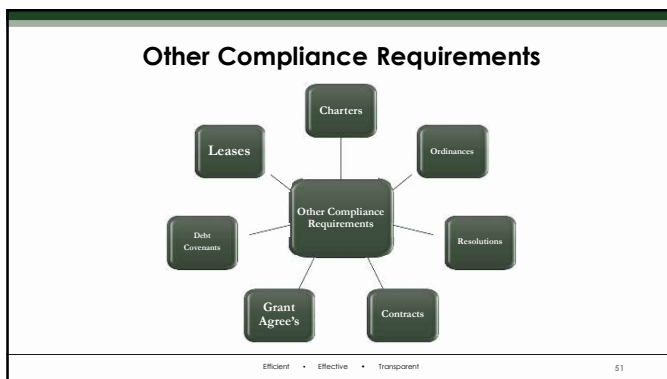 Other Compliance Requirements
Charters
Leases
Ordinances
Other Compliance
Requirements
Debt
Covenants
Resolutions
Grant
Agree's
Contracts
Efficient • Effective • Transparent
51